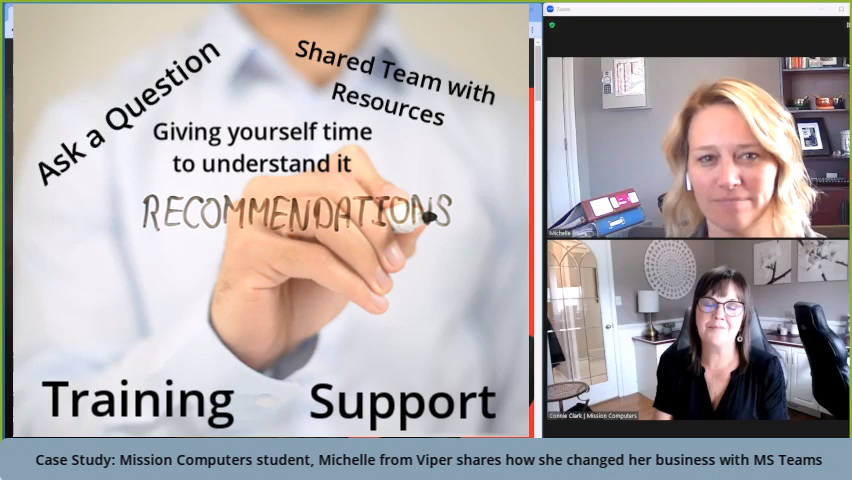 Ask a Question
Shared Team with
Resources
Giving yourself time
to understand it
RECOMMENDATIONS
Training
Support
Zoom
Michelle
Connie Clark | Mission Computers
Case Study: Mission Computers student, Michelle from Viper shares how she changed her business with MS Teams